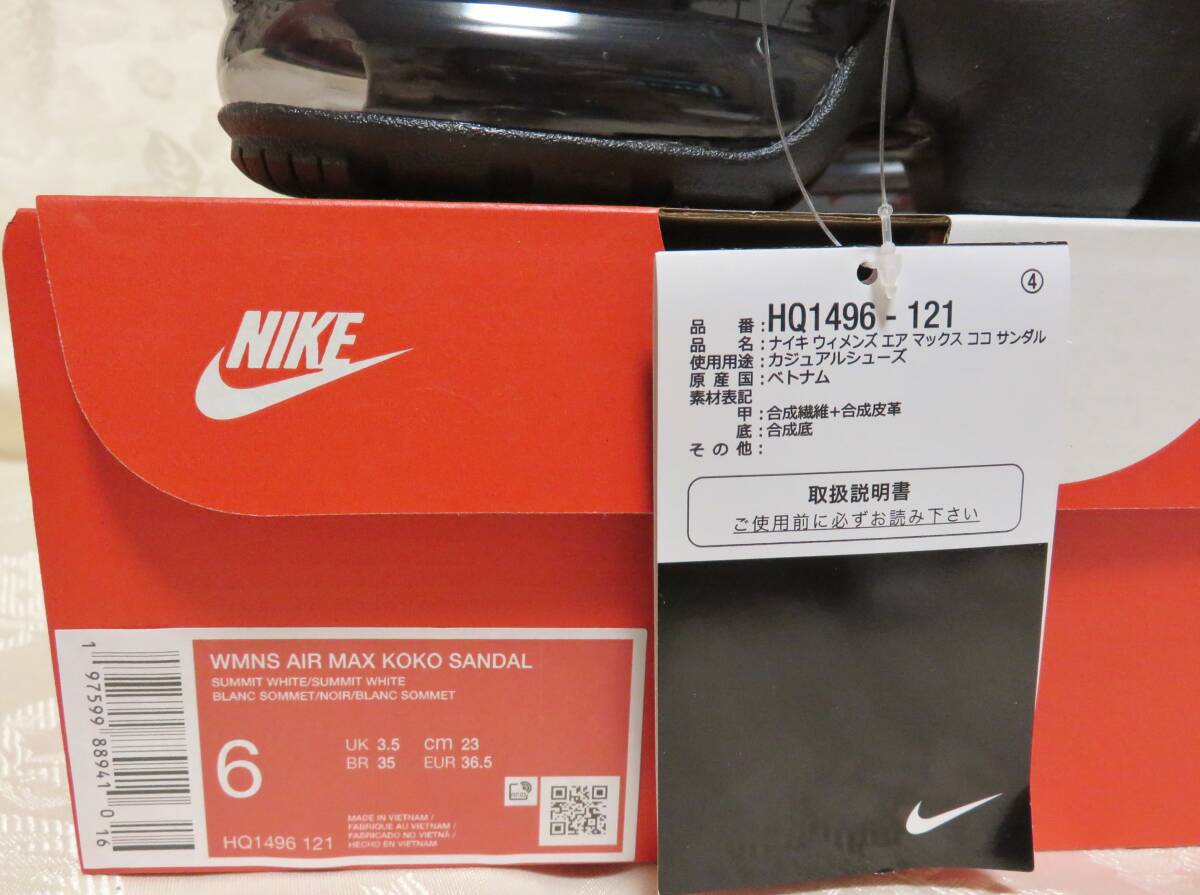 NIKE
④
品 番:HQ1496-121
品 名:ナイキ ウィメンズ エア マックス ココ サンダル
使用用途:カジュアルシューズ
原 産 国:ベトナム
素材表記
甲:合成繊維+合成皮革
底:合成底
そ の 他:
取扱説明書
ご使用前に必ずお読み下さい
WMNS AIR MAX KOKO SANDAL
SUMMIT WHITE/SUMMIT WHITE
BLANC SOMMET/NOIR/BLANC SOMMET
6
UK 3.5 cm 23
BR 35 EUR 36.5
MADE IN VIETNAM /
FABRIQUE AU VIETNAM /
FABRICADO NO VIETNÃ /
HECHO EN VIETNAM
HQ1496 121
1 97599 88941 0 16